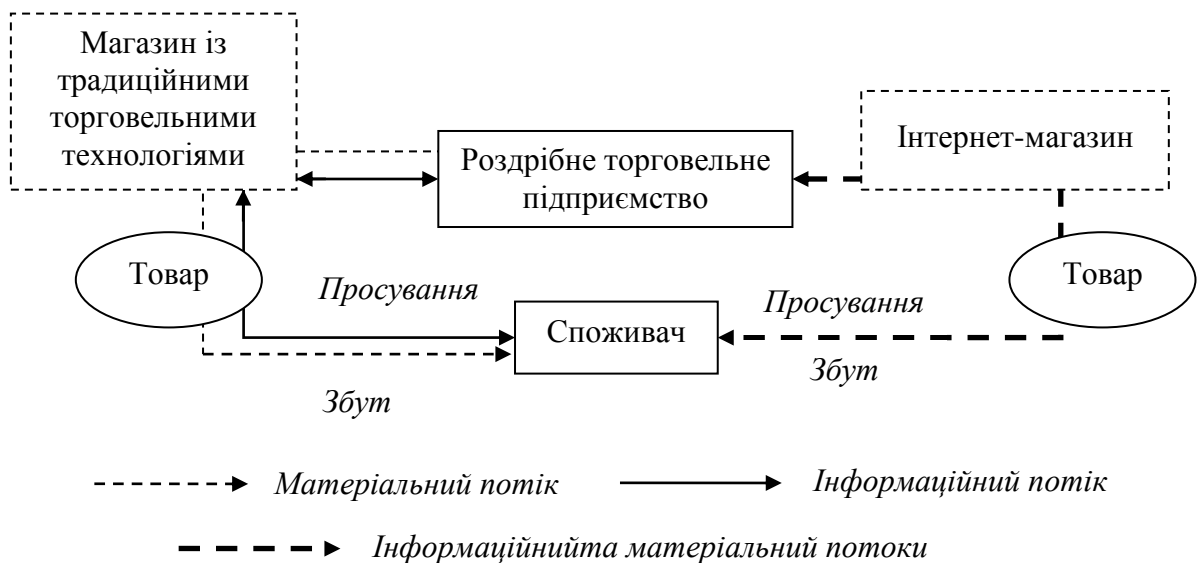 Магазин із
традиційними
торговельними
технологіями
Роздрібне торговельне
підприємство
Інтернет-магазин
Товар
Просування
Споживач
Просування
Товар
Збут
Збут
Матеріальний потік
Інформаційний потік
Інформаційнийта матеріальний потоки